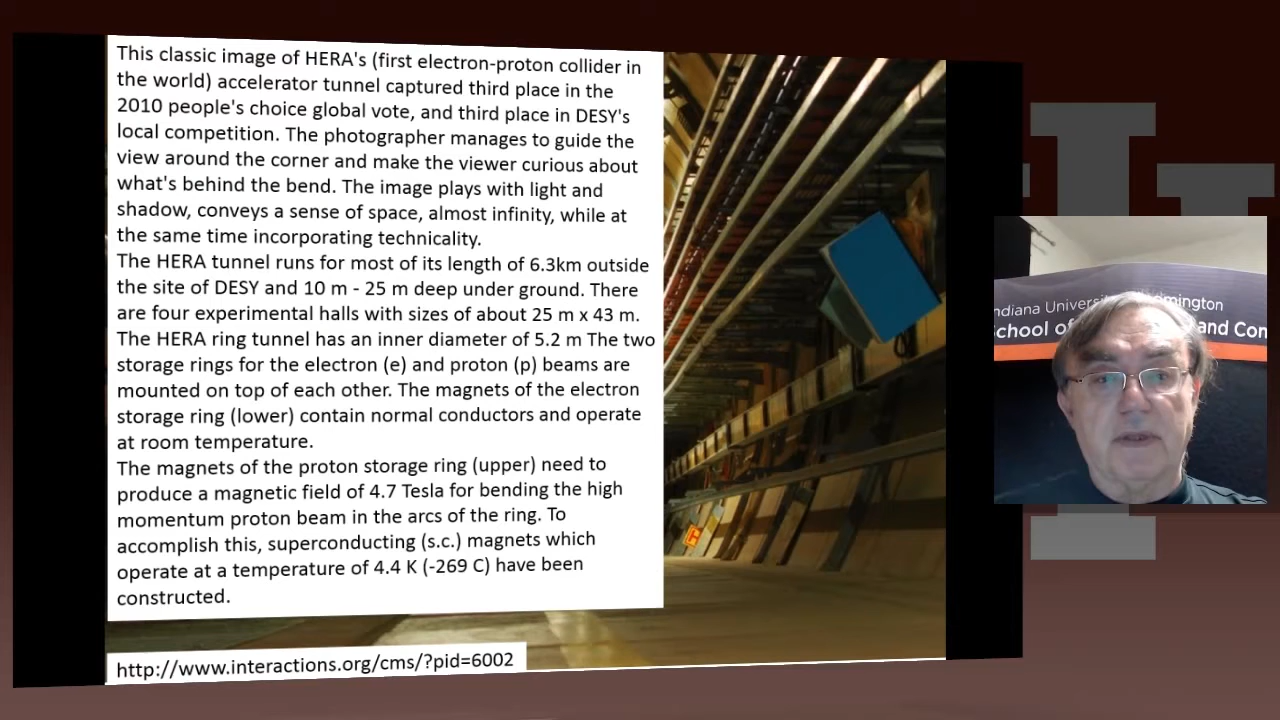 This classic image of HERA's (first electron-proton collider in
the world) accelerator tunnel captured third place in the
2010 people's choice global vote, and third place in DESY's
local competition. The photographer manages to guide the
view around the corner and make the viewer curious about
what's behind the bend. The image plays with light and
shadow, conveys a sense of space, almost infinity, while at
the same time incorporating technicality.
The HERA tunnel runs for most of its length of 6.3km outside
the site of DESY and 10 m - 25 m deep under ground. There
are four experimental halls with sizes of about 25 m x 43 m.
The HERA ring tunnel has an inner diameter of 5.2 m The two
storage rings for the electron (e) and proton (p) beams are
mounted on top of each other. The magnets of the electron
storage ring (lower) contain normal conductors and operate
at room temperature.
The magnets of the proton storage ring (upper) need to
produce a magnetic field of 4.7 Tesla for bending the high
momentum proton beam in the arcs of the ring. To
accomplish this, superconducting (s.c.) magnets which
operate at a temperature of 4.4 K (-269 C) have been
constructed.
http://www.interactions.org/cms/?pid=6002
ndiana Universit mington
chool of and Con